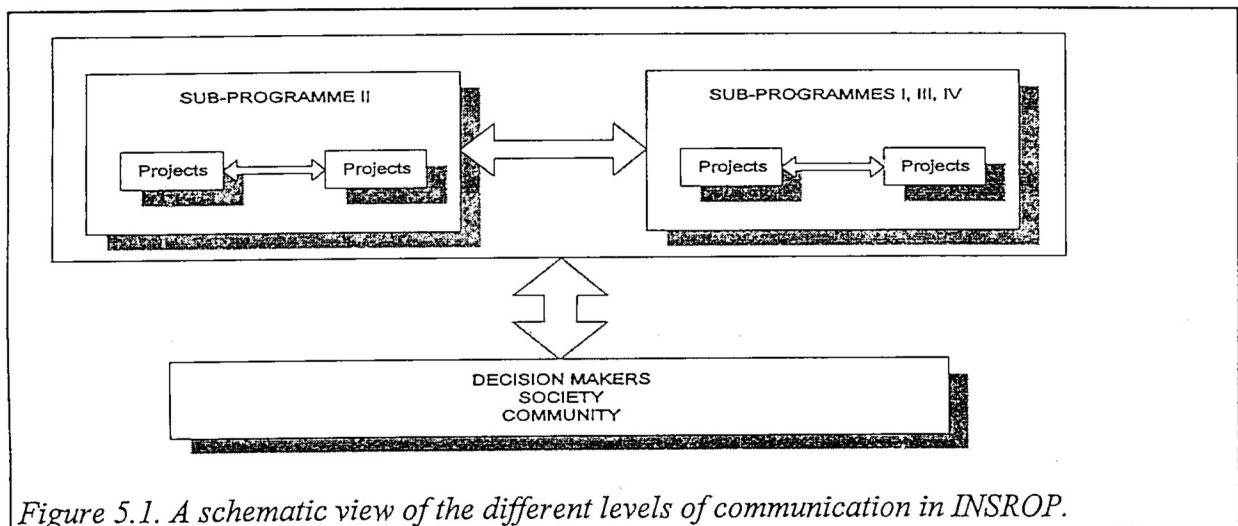 SUB-PROGRAMME II
SUB-PROGRAMMES I, III, IV
Projects
Projects
Projects
Projects
DECISION MAKERS
SOCIETY
COMMUNITY
Figure 5.1. A schematic view of the different levels of communication in INSROP.